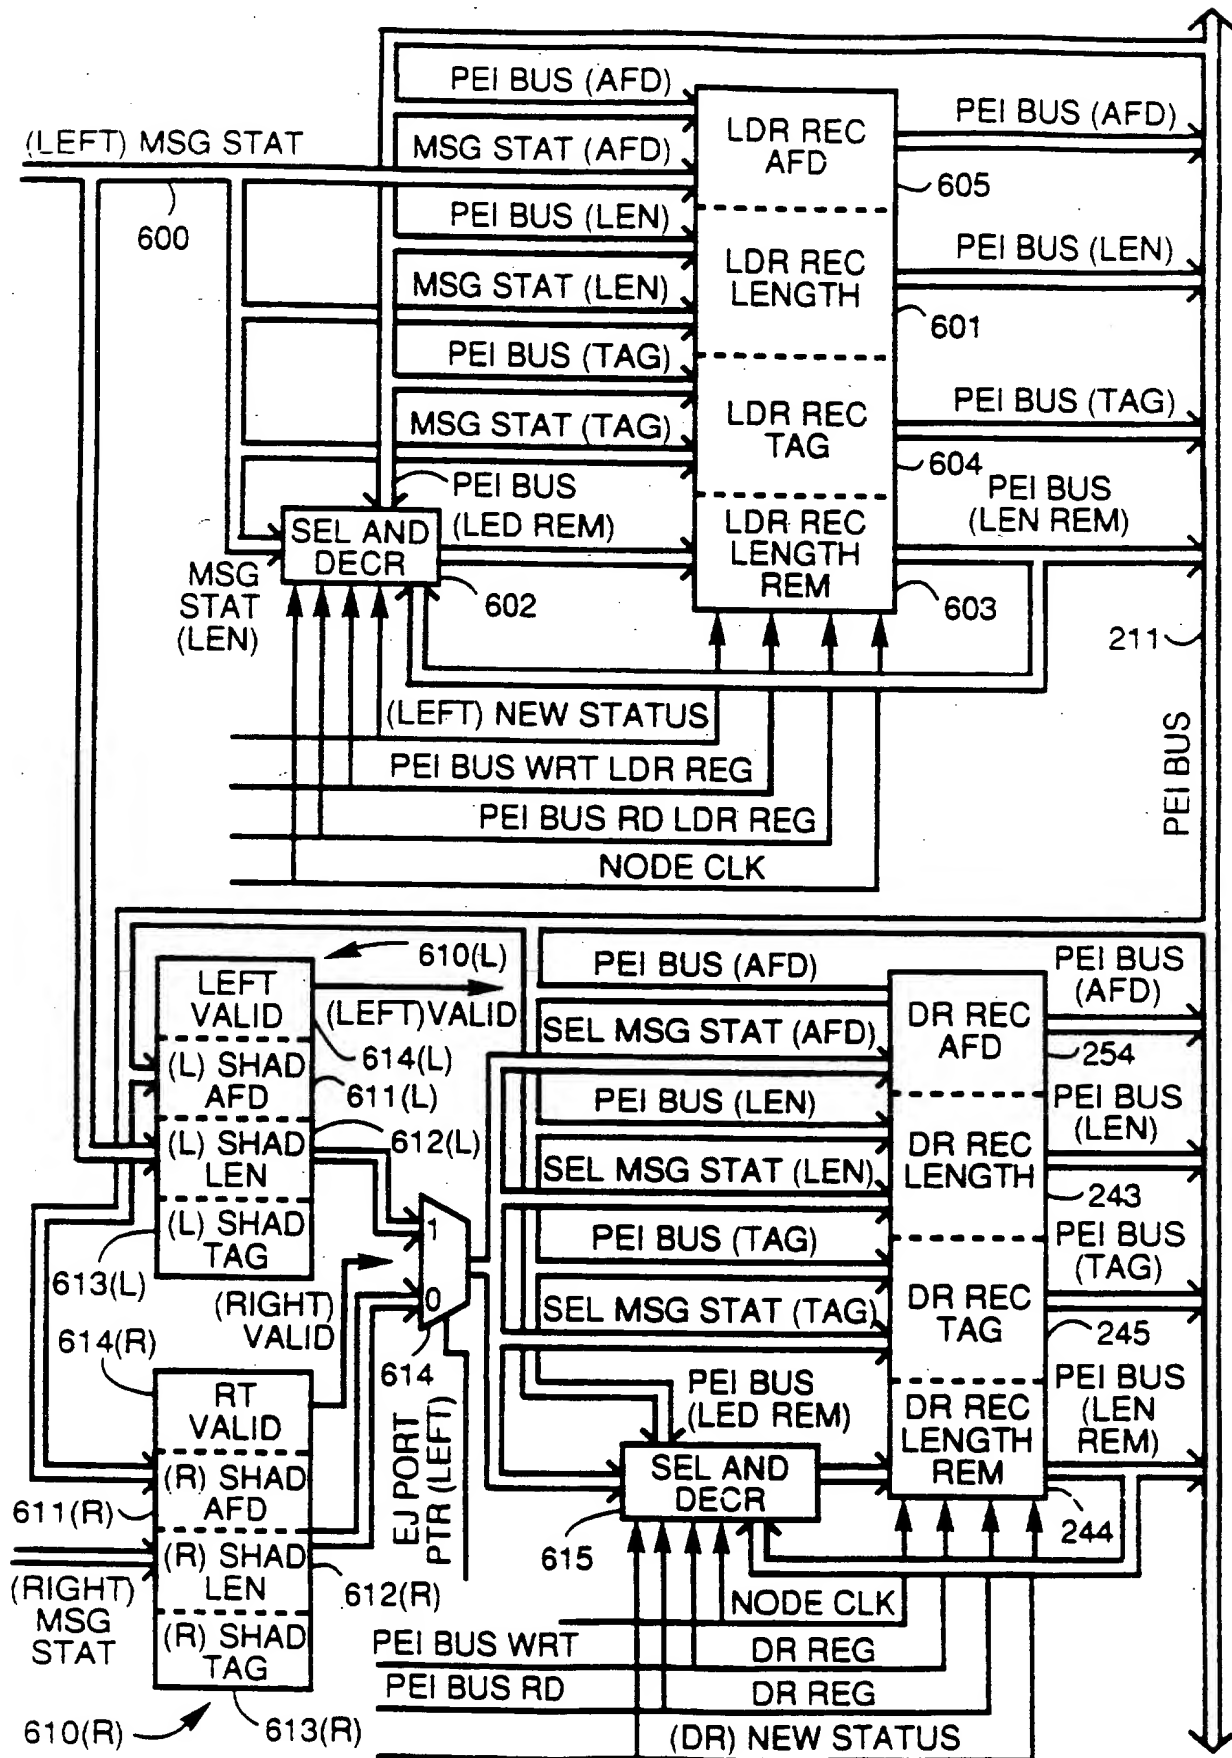 PEI BUS (AFD)
(LEFT) MSG STAT
600
MSG STAT (AFD)
PEI BUS (LEN)
MSG STAT (LEN)
PEI BUS (TAG)
MSG STAT (TAG)
PEI BUS
(LED REM)
LDR REC
AFD
605
LDR REC
LENGTH
601
LDR REC
TAG
604
LDR REC
LENGTH
REM
603
PEI BUS (AFD)
PEI BUS (LEN)
PEI BUS (TAG)
PEI BUS
(LEN REM)
SEL AND
DECR
602
MSG
STAT
(LEN)
211
PEI BUS
(LEFT) NEW STATUS
PEI BUS WRT LDR REG
PEI BUS RD LDR REG
NODE CLK
610(L)
LEFT
VALID
(LEFT)VALID
614(L)
(L) SHAD
AFD
611(L)
(L) SHAD
LEN
612(L)
(L) SHAD
TAG
613(L)
1
0
614
(RIGHT)
VALID
EJ PORT
PTR (LEFT)
614(R)
RT
VALID
(R) SHAD
AFD
611(R)
(R) SHAD
LEN
612(R)
(R) SHAD
TAG
613(R)
610(R)
(RIGHT)
MSG
STAT
PEI BUS (AFD)
SEL MSG STAT (AFD)
PEI BUS (LEN)
SEL MSG STAT (LEN)
PEI BUS (TAG)
SEL MSG STAT (TAG)
PEI BUS
(LED REM)
DR REC
AFD
254
DR REC
LENGTH
243
DR REC
TAG
245
DR REC
LENGTH
REM
244
PEI BUS
(AFD)
PEI BUS
(LEN)
PEI BUS
(TAG)
PEI BUS
(LEN
REM)
SEL AND
DECR
615
NODE CLK
PEI BUS WRT DR REG
PEI BUS RD DR REG
(DR) NEW STATUS